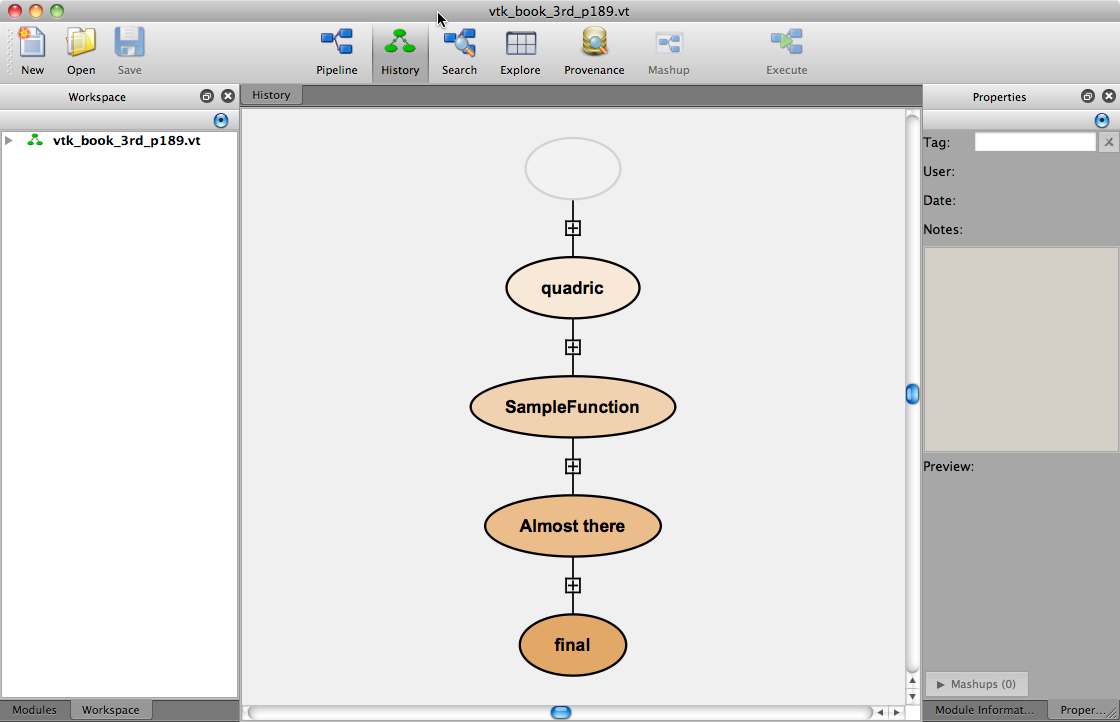 vtk_book_3rd_p189.vt
New Open Save Pipeline History Search Explore Provenance Mashup Execute
Workspace
vtk_book_3rd_p189.vt
Modules Workspace
History
quadric
SampleFunction
Almost there
final
Properties
Tag:
User:
Date:
Notes:
Preview:
Mashups (0)
Module Informat... Proper...